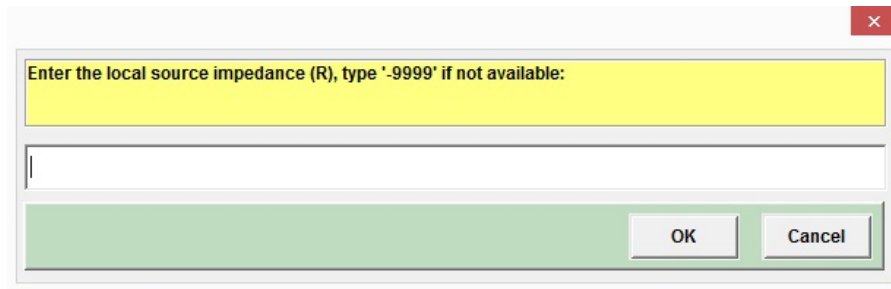 Enter the local source impedance (R), type '-9999' if not available:
OK
Cancel